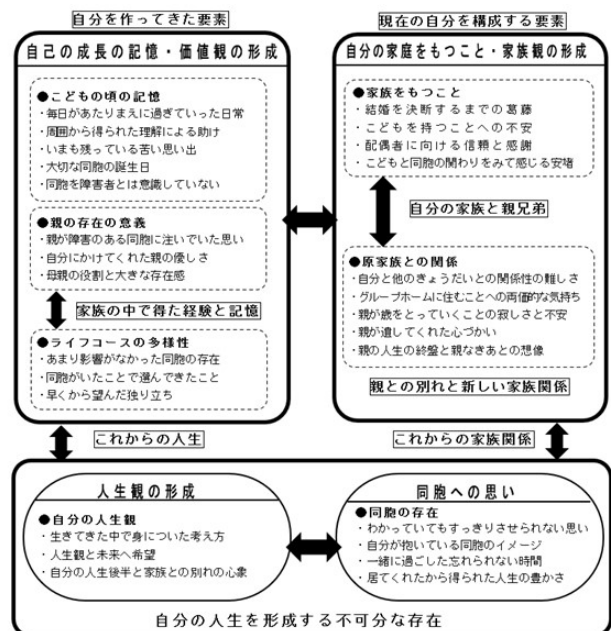 自分を作ってきた要素
自己の成長の記憶・価値観の形成
●こどもの頃の記憶
・毎日があたりまえに過ぎていった日常
・周囲から得られた理解による助け
・いまも残っている苦い思い出
・大切な同胞の誕生日
・同胞を障害者とは意識していない
●親の存在の意義
・親が障害のある同胞に注いでいた思い
・自分にかけてくれた親の優しさ
・母親の役割と大きな存在感
家族の中で得た経験と記憶
●ライフコースの多様性
・あまり影響がなかった同胞の存在
・同胞がいたことで選んできたこと
・早くから望んだ独り立ち
現在の自分を構成する要素
自分の家庭をもつこと・家族観の形成
●家族をもつこと
・結婚を決断するまでの葛藤
・こどもを持つことへの不安
・配偶者に向ける信頼と感謝
・こどもと同胞の関わりをみて感じる安堵
自分の家族と親兄弟
●原家族との関係
・自分と他のきょうだいとの関係性の難しさ
・グループホームに住むことへの両価的な気持ち
・親が歳をとっていくことの寂しさと不安
・親が遺してくれた心づかい
・親の人生の終盤と親なきあとの想像
親との別れと新しい家族関係
これからの人生
これからの家族関係
人生観の形成
●自分の人生観
・生きてきた中で身についた考え方
・人生観と未来へ希望
・自分の人生後半と家族との別れの心象
同胞への思い
●同胞の存在
・わかっていてもすっきりさせられない思い
・自分が抱いている同胞のイメージ
・一緒に過ごした忘れられない時間
・居てくれたから得られた人生の豊かさ
自分の人生を形成する不可分な存在